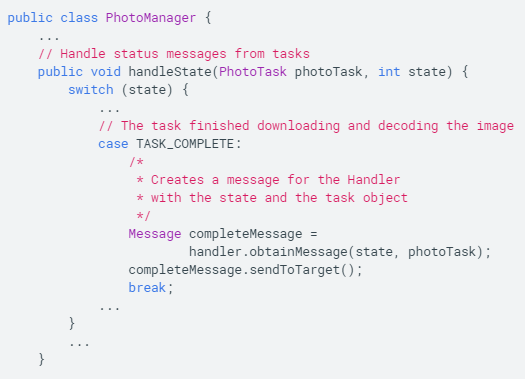 public class PhotoManager {
    ...
    // Handle status messages from tasks
    public void handleState(PhotoTask photoTask, int state) {
        switch (state) {
            ...
            // The task finished downloading and decoding the image
            case TASK_COMPLETE:
                /*
                 * Creates a message for the Handler
                 * with the state and the task object
                 */
                Message completeMessage =
                        handler.obtainMessage(state, photoTask);
                completeMessage.sendToTarget();
                break;
            ...
        }
        ...
    }